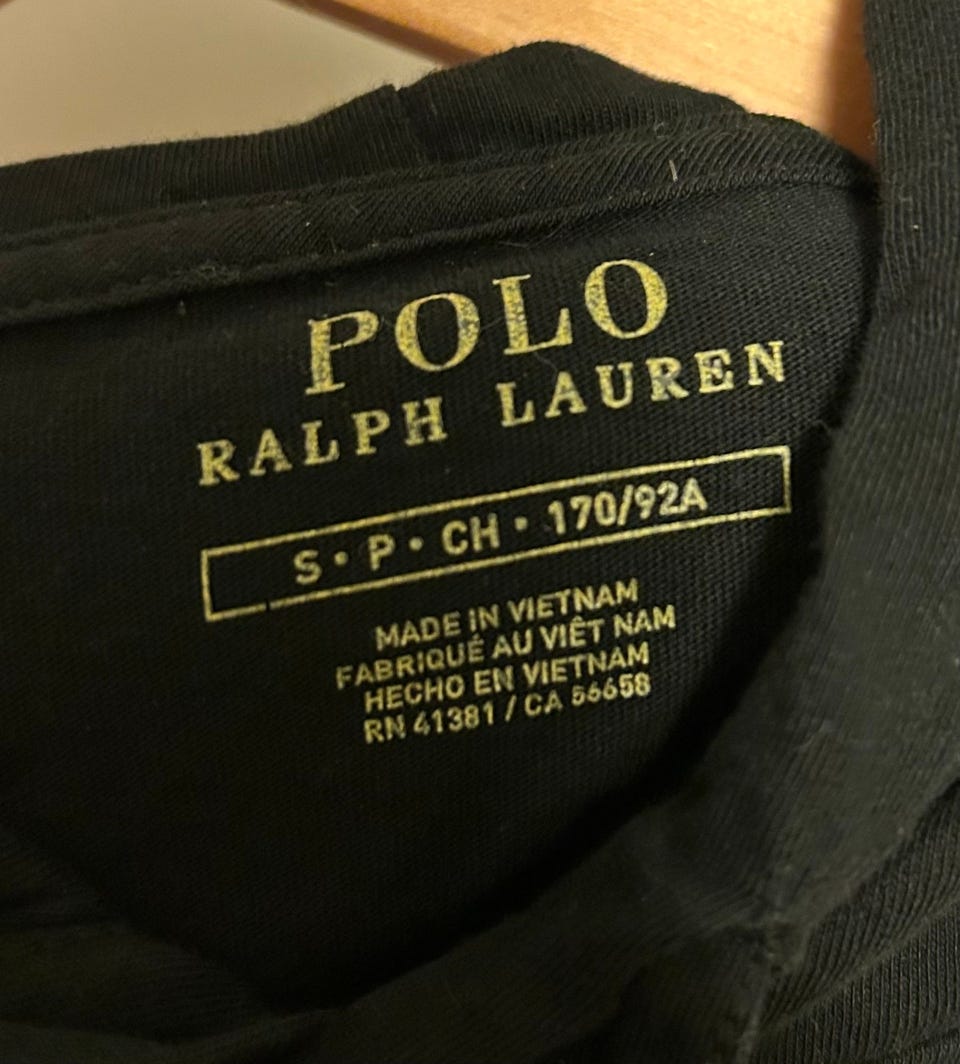 POLO
RALPH LAUREN
S • P • CH • 170/92A
MADE IN VIETNAM
FABRIQUÉ AU VIÊT NAM
HECHO EN VIETNAM
RN 41381 / CA 56658